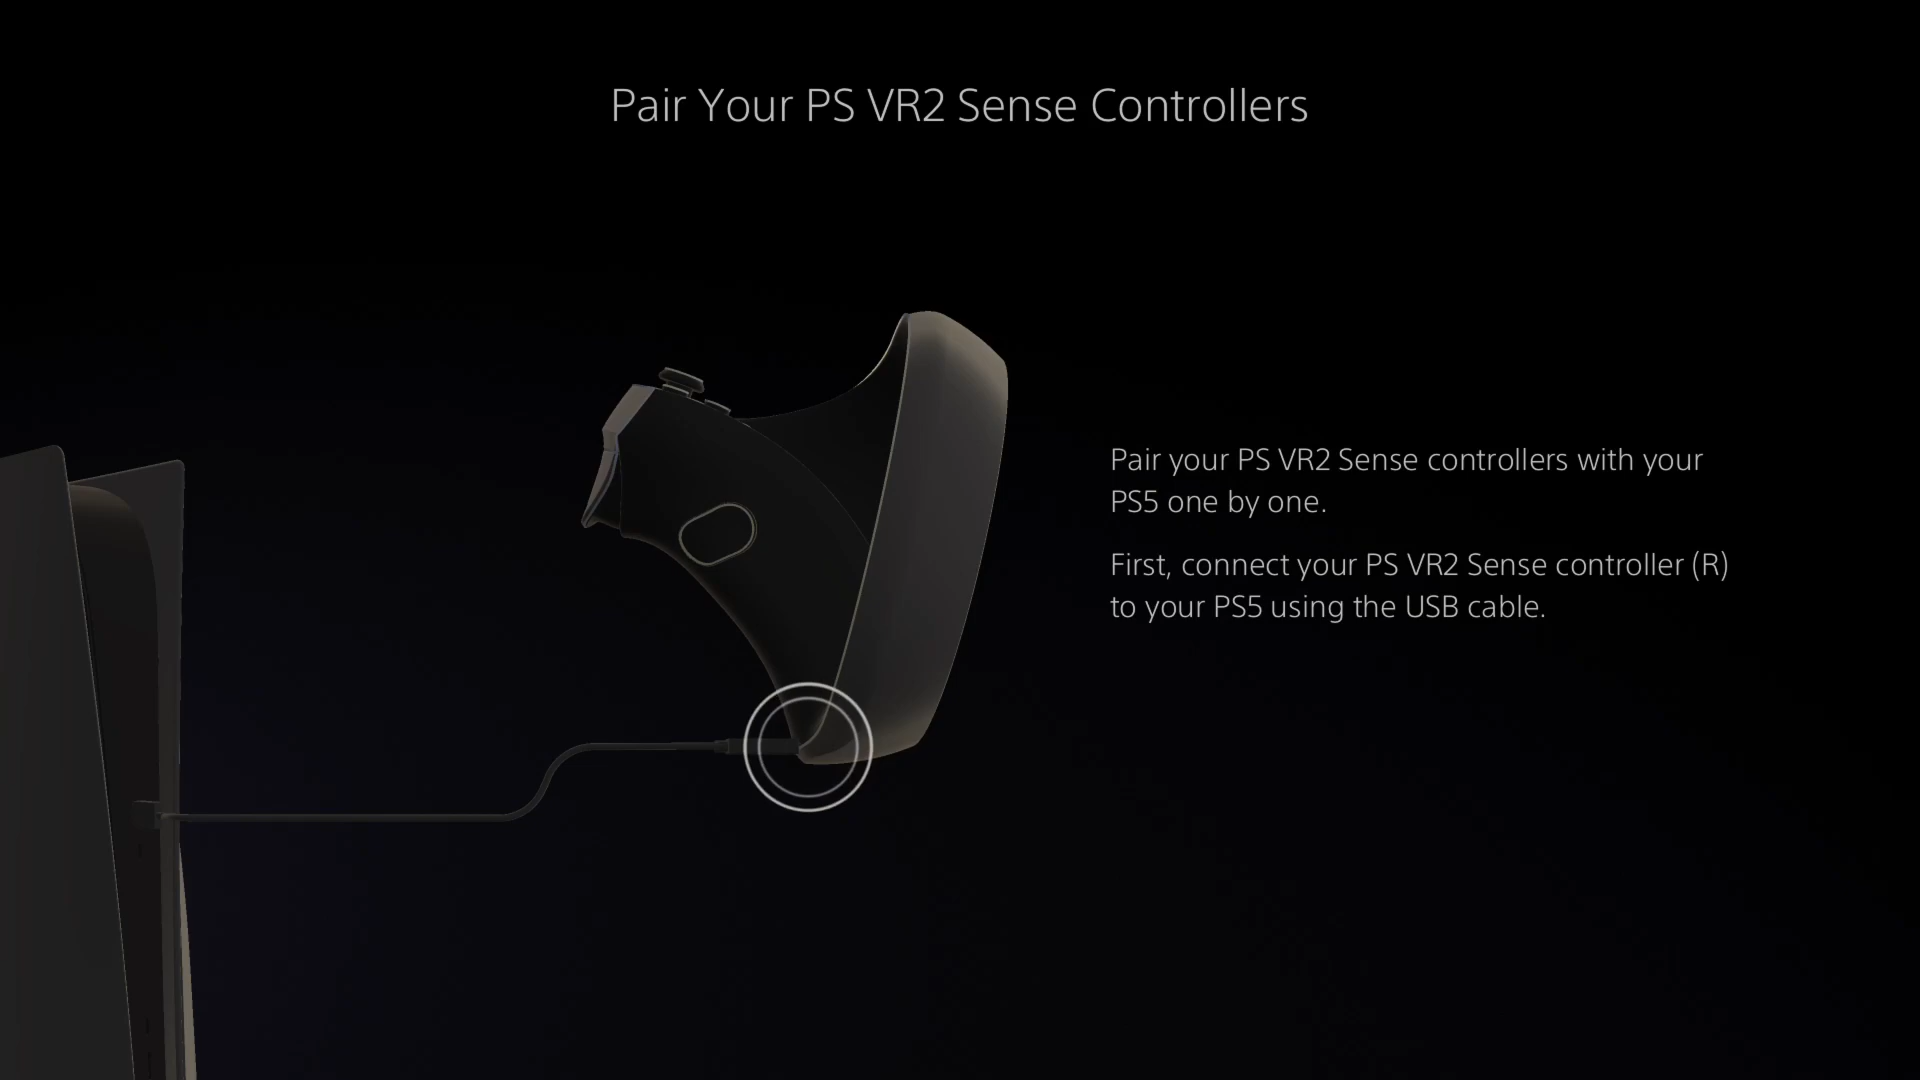 Pair Your PS VR2 Sense Controllers
Pair your PS VR2 Sense controllers with your
PS5 one by one.
First, connect your PS VR2 Sense controller (R)
to your PS5 using the USB cable.